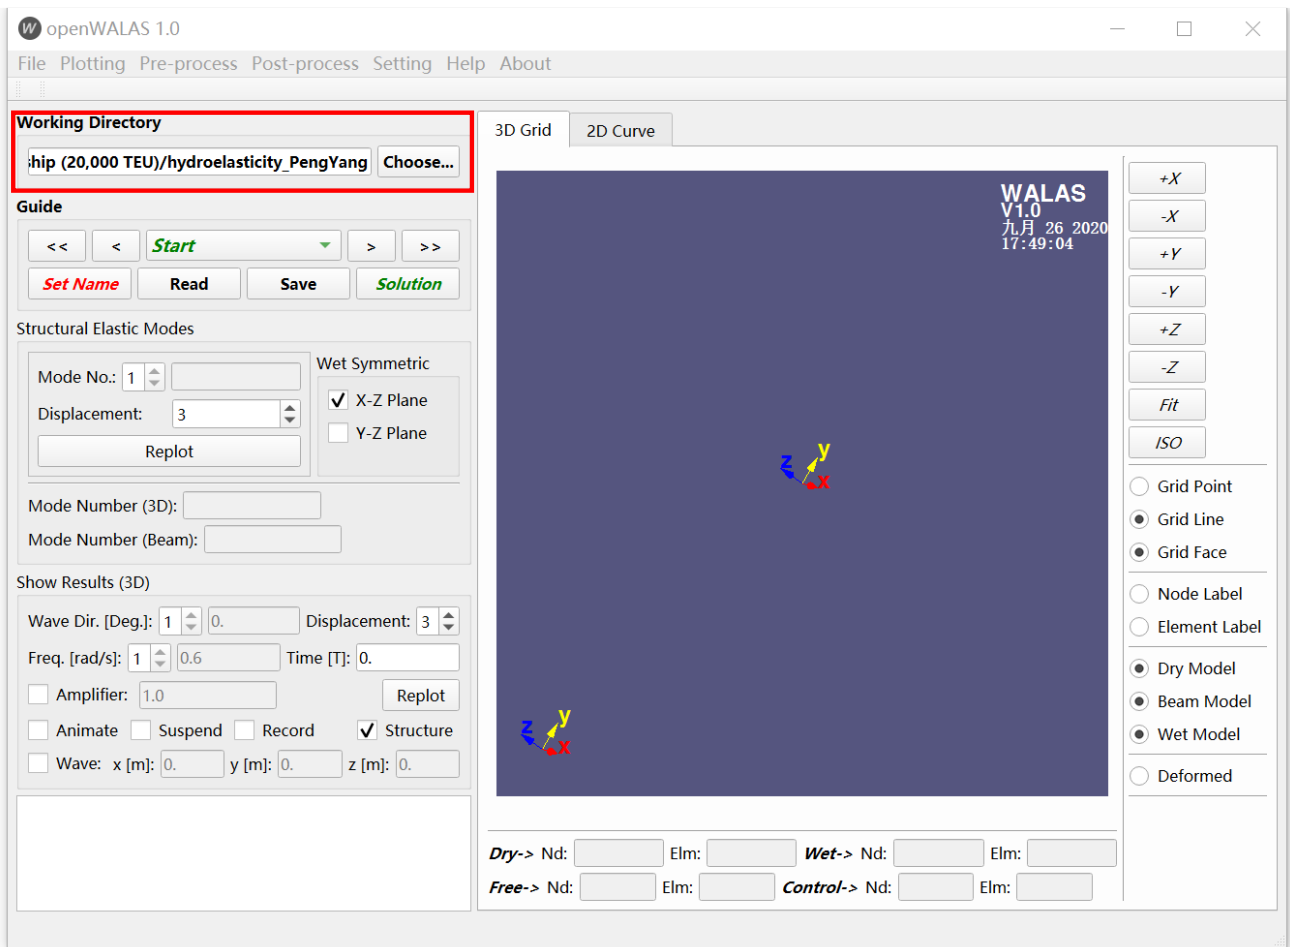 openWALAS 1.0
File Plotting Pre-process Post-process Setting Help About
Working Directory
ship (20,000 TEU)/hydroelasticity_PengYang Choose...
Guide
<< < Start > >>
Set Name Read Save Solution
Structural Elastic Modes
Mode No.: 1
Displacement: 3
Replot
Wet Symmetric
X-Z Plane
Y-Z Plane
Mode Number (3D):
Mode Number (Beam):
Show Results (3D)
Wave Dir. [Deg.]: 1 0. Displacement: 3
Freq. [rad/s]: 1 0.6 Time [T]: 0.
Amplifier: 1.0 Replot
Animate Suspend Record Structure
Wave: x [m]: 0. y [m]: 0. z [m]: 0.
3D Grid 2D Curve
WALAS
V1.0
九月 26 2020
17:49:04
z y x
z y x
+X
-X
+Y
-Y
+Z
-Z
Fit
ISO
Grid Point
Grid Line
Grid Face
Node Label
Element Label
Dry Model
Beam Model
Wet Model
Deformed
Dry-> Nd: Elm: Wet-> Nd: Elm:
Free-> Nd: Elm: Control-> Nd: Elm: